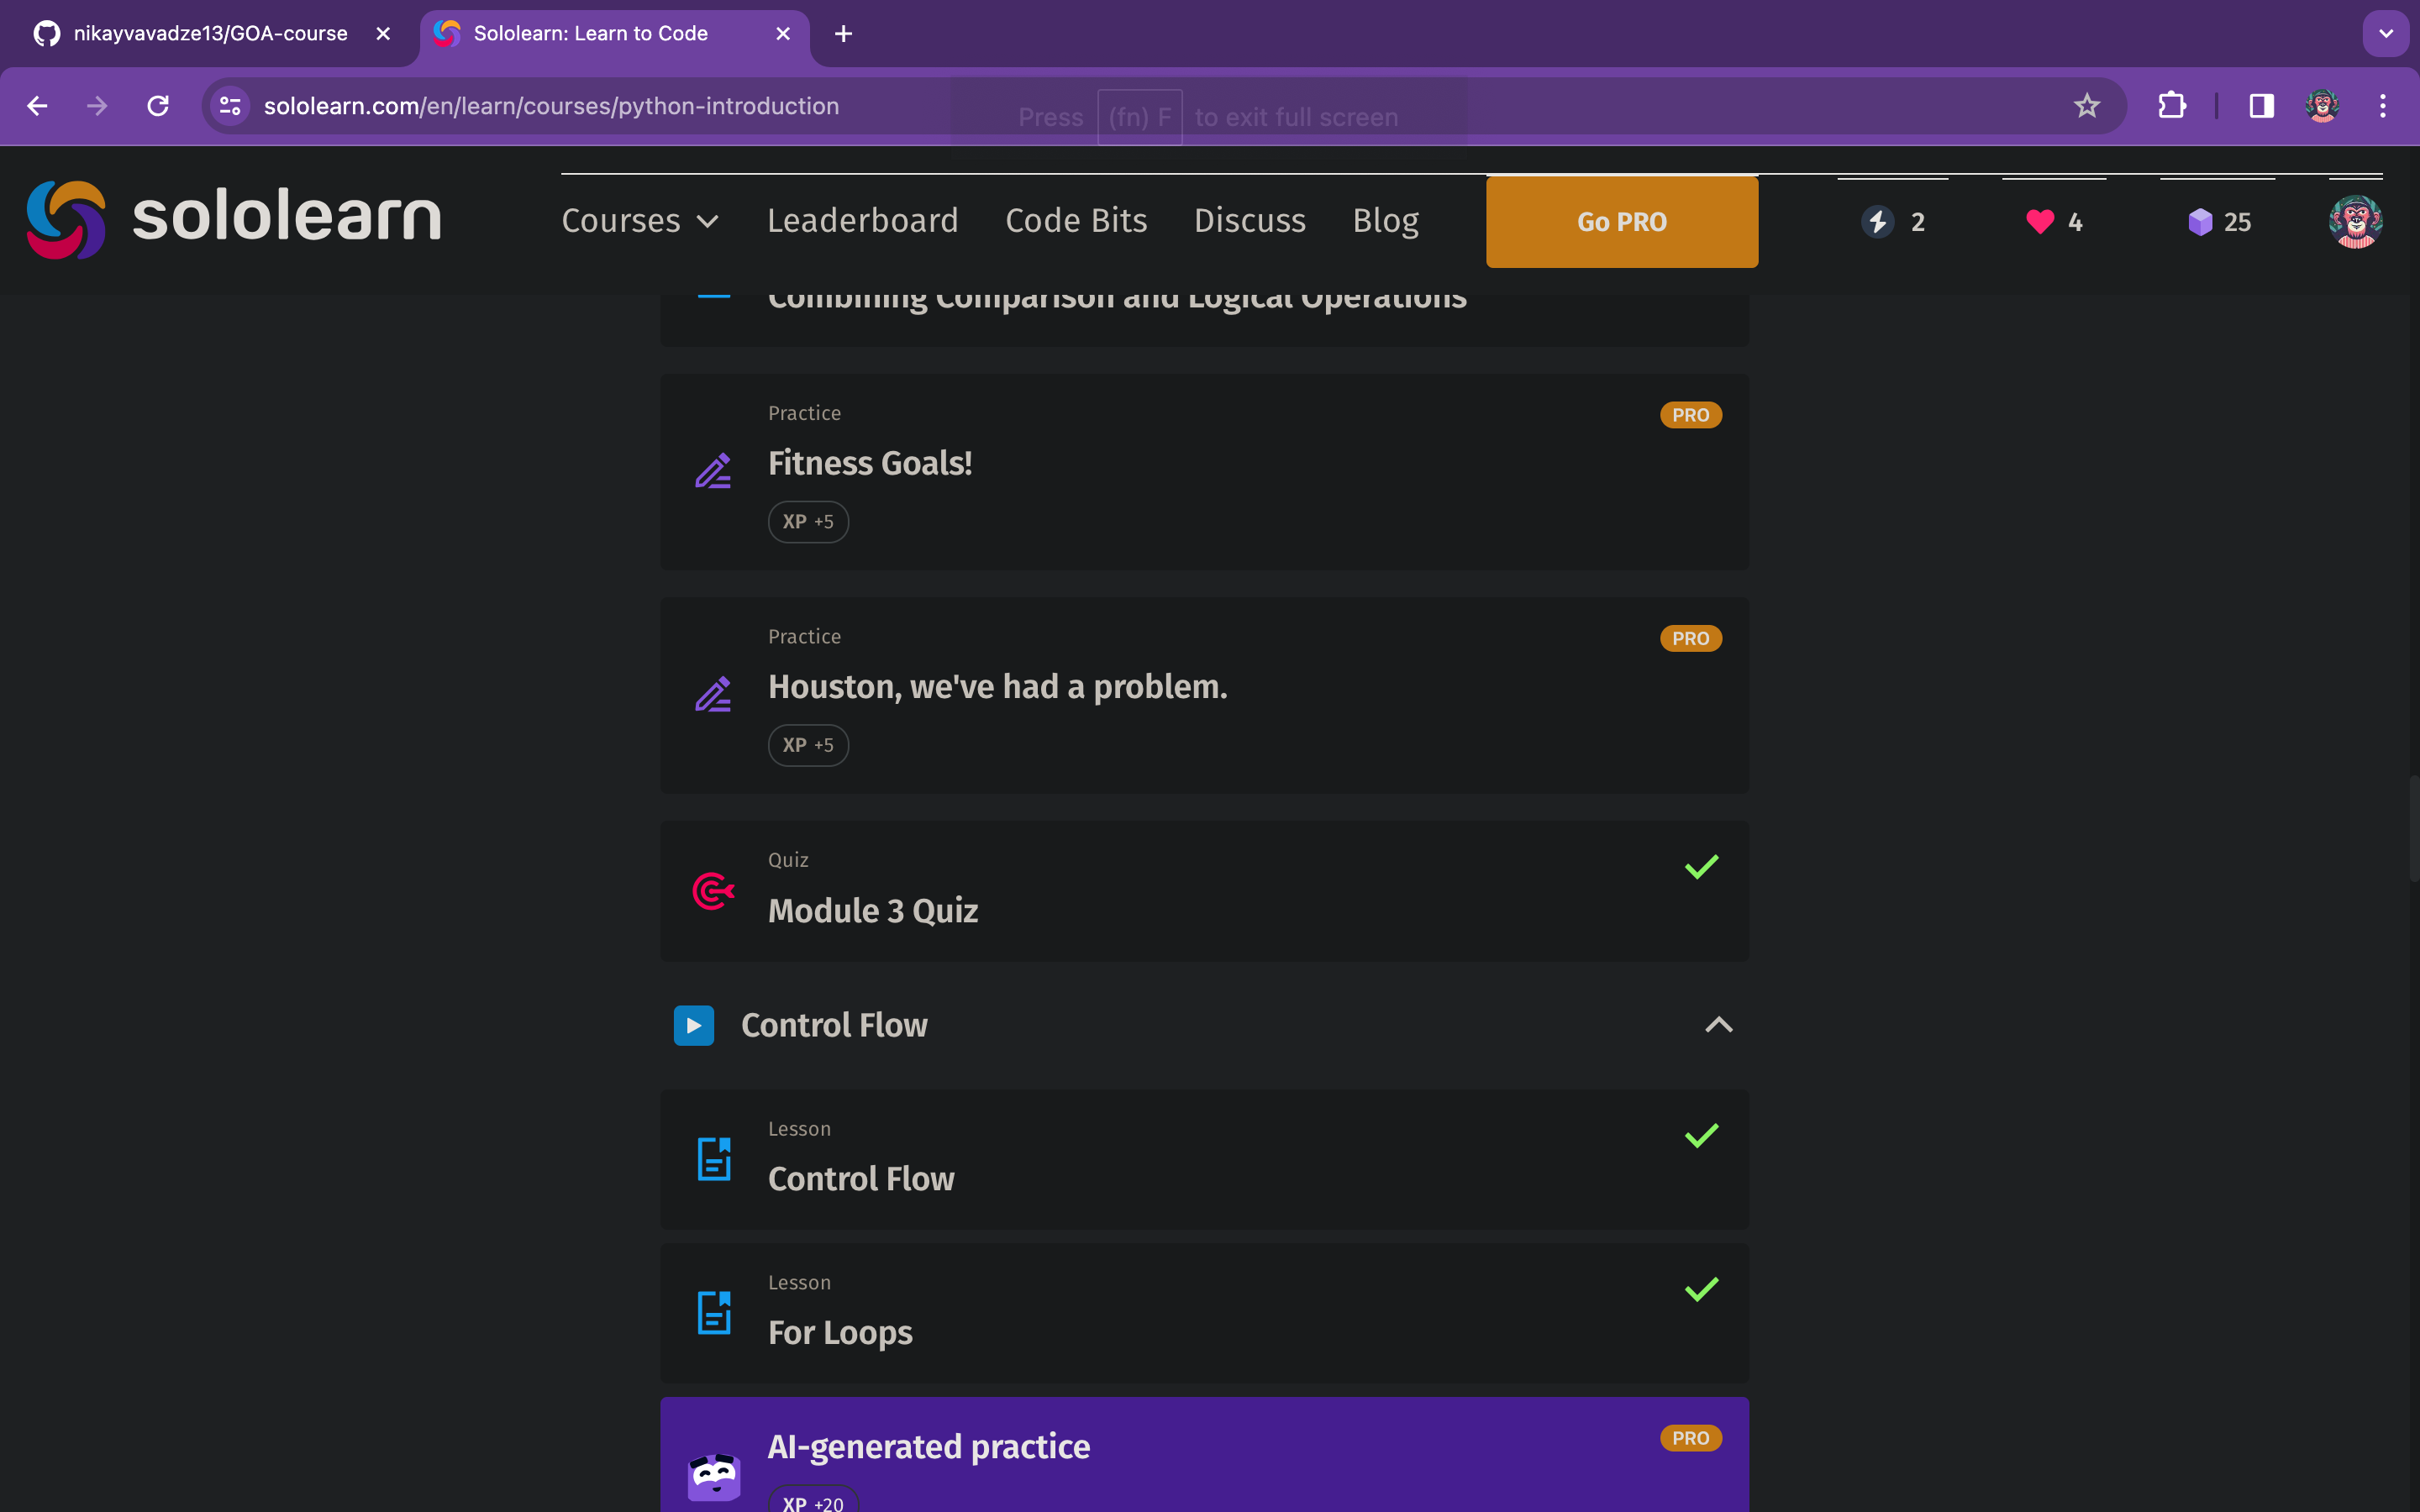 nikayvavadze13/GOA-course
Sololearn: Learn to Code
sololearn.com/en/learn/courses/python-introduction
Press (fn) F to exit full screen
sololearn
Courses
Leaderboard
Code Bits
Discuss
Blog
Go PRO
2
4
25
Combining Comparison and Logical Operations
Practice
PRO
Fitness Goals!
XP +5
Practice
PRO
Houston, we've had a problem.
XP +5
Quiz
Module 3 Quiz
Control Flow
Lesson
Control Flow
Lesson
For Loops
AI-generated practice
PRO
XP +20